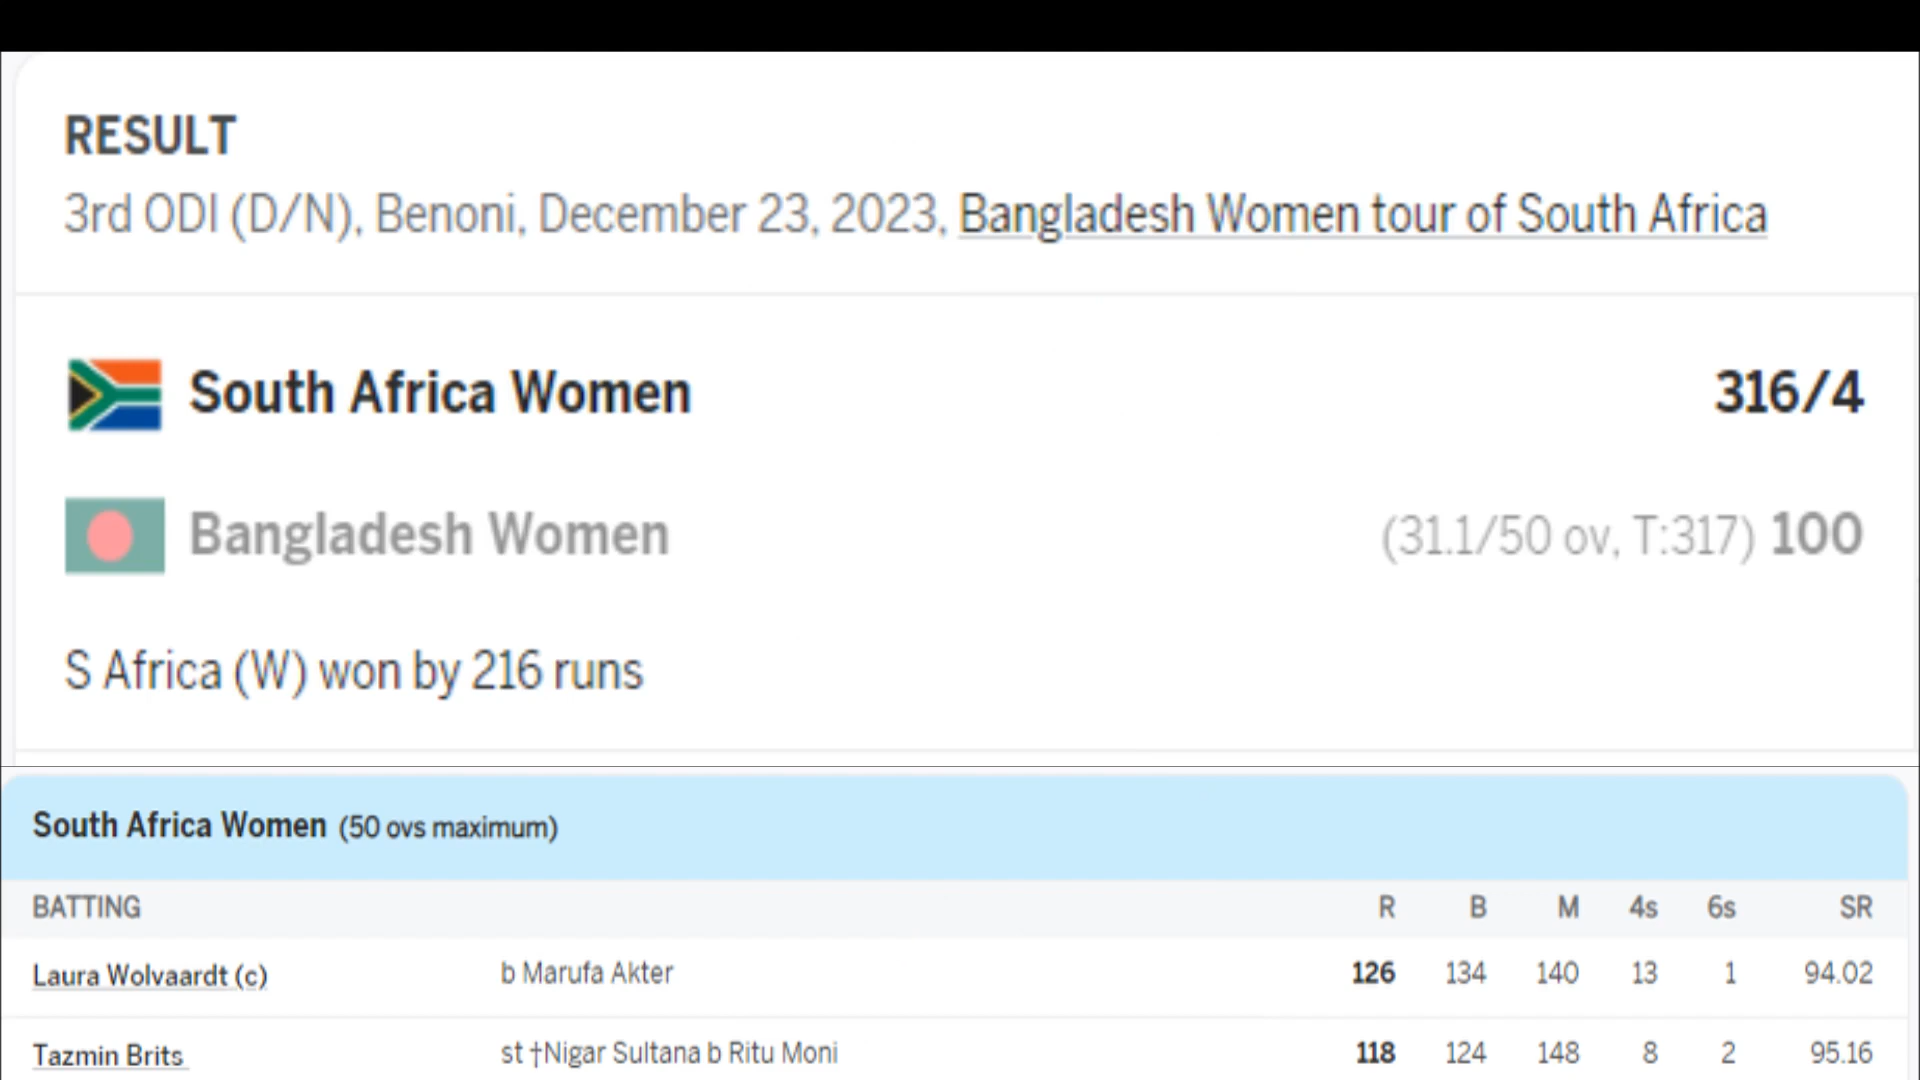 RESULT
3rd ODI (D/N), Benoni, December 23, 2023, Bangladesh Women tour of South Africa
South Africa Women 316/4
Bangladesh Women (31.1/50 ov, T:317) 100
S Africa (W) won by 216 runs
South Africa Women (50 ovs maximum)
BATTING R B M 4s 6s SR
Laura Wolvaardt (c) b Marufa Akter 126 134 140 13 1 94.02
Tazmin Brits st †Nigar Sultana b Ritu Moni 118 124 148 8 2 95.16